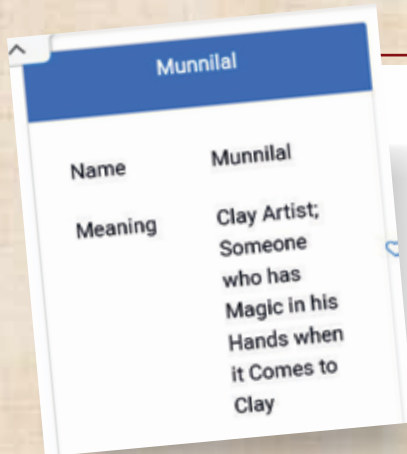 Munnilal
Name Munnilal
Meaning Clay Artist;
Someone
who has
Magic in his
Hands when
it Comes to
Clay